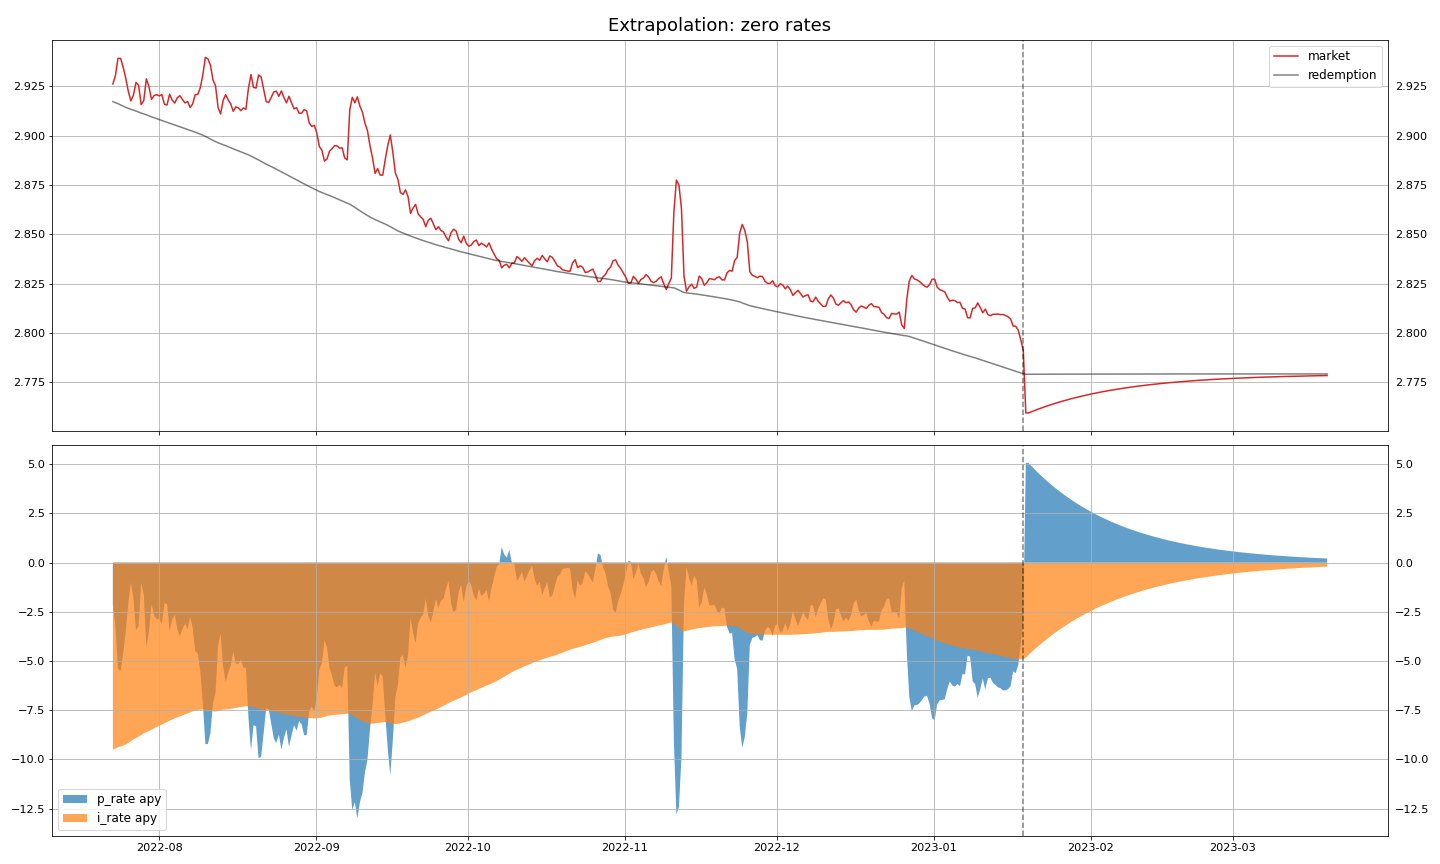 Extrapolation: zero rates
market
redemption
2.925 2.925
2.900 2.900
2.875 2.875
2.850 2.850
2.825 2.825
2.800 2.800
2.775 2.775
5.0 5.0
2.5 2.5
0.0 0.0
−2.5 −2.5
−5.0 −5.0
−7.5 −7.5
−10.0 −10.0
−12.5 −12.5
p_rate apy
i_rate apy
2022-08 2022-09 2022-10 2022-11 2022-12 2023-01 2023-02 2023-03